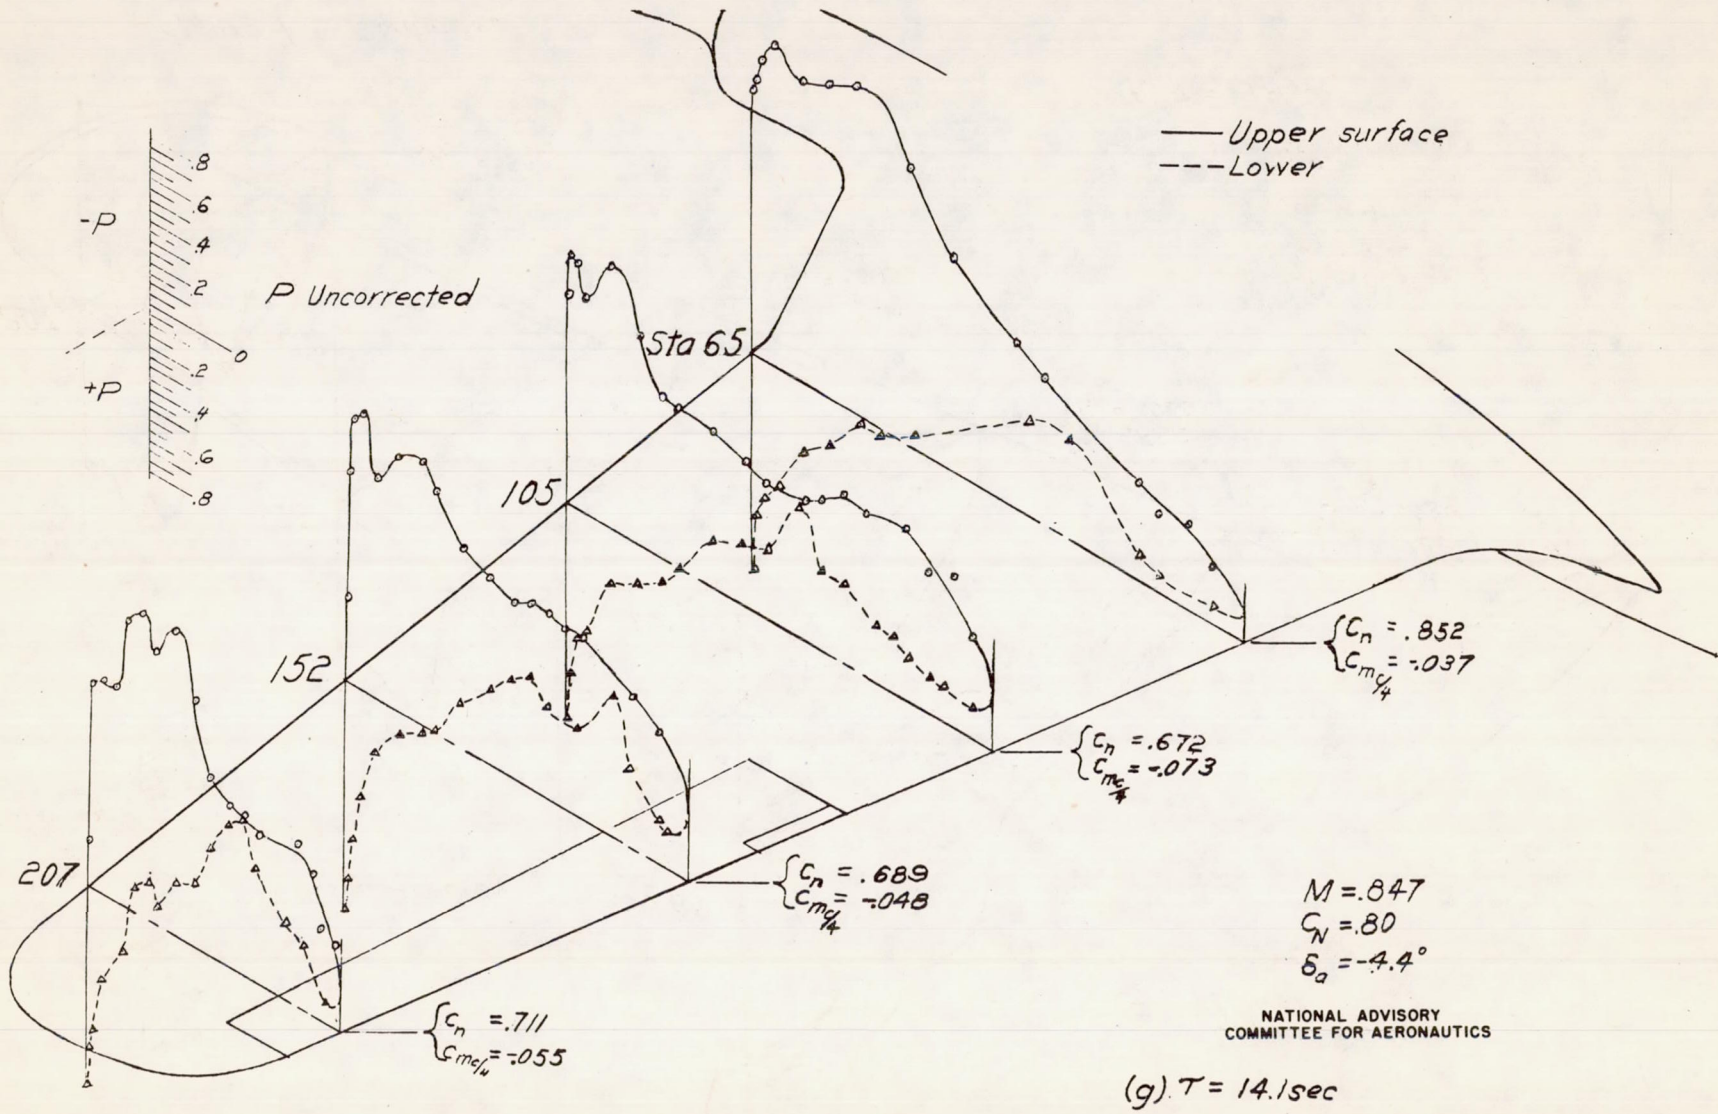 Upper surface
Lower
.8
.6
.4
.2
-P
P Uncorrected
0
.2
+P
.4
.6
.8
Sta 65
105
152
207
Cn = .852
Cmc/4 = -.037
Cn = .672
Cmc/4 = -.073
Cn = .689
Cmc/4 = -.048
Cn = .711
Cmc/4 = -.055
M = .847
CN = .80
δa = -4.4°
NATIONAL ADVISORY
COMMITTEE FOR AERONAUTICS
(g) T = 14.1 sec